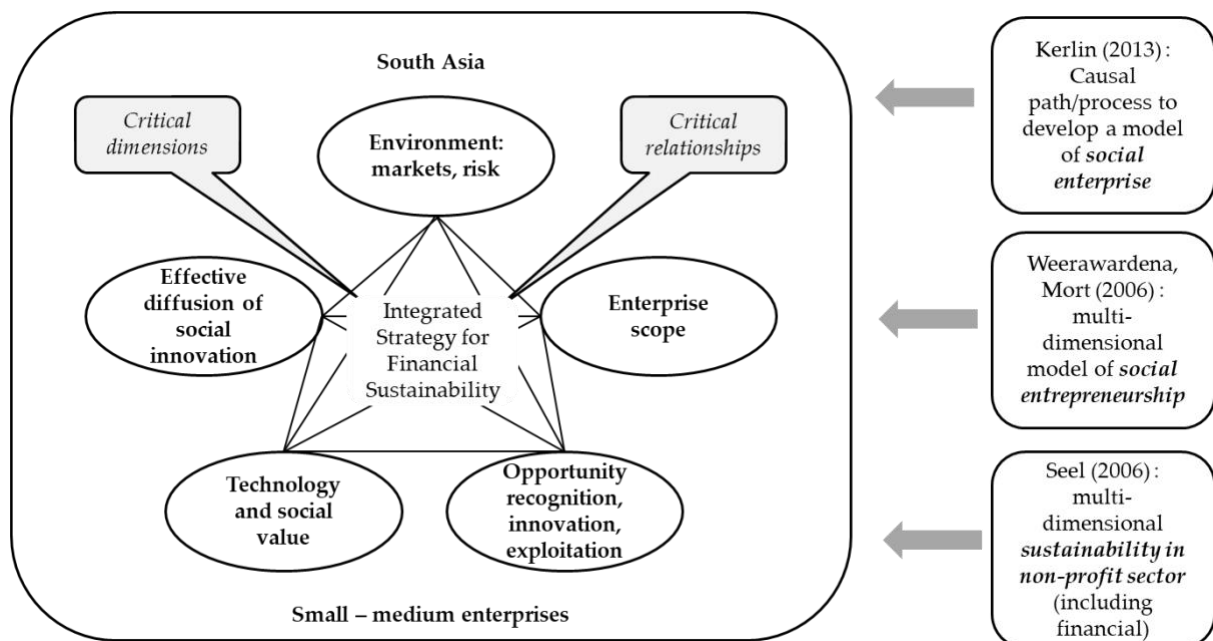 South Asia
Critical
dimensions
Environment:
markets, risk
Critical
relationships
Effective
diffusion of
social
innovation
Integrated
Strategy for
Financial
Sustainability
Enterprise
scope
Technology
and social
value
Opportunity
recognition,
innovation,
exploitation
Small – medium enterprises
Kerlin (2013) :
Causal
path/process to
develop a model
of social
enterprise
Weerawardena,
Mort (2006) :
multi-
dimensional
model of social
entrepreneurship
Seel (2006) :
multi-
dimensional
sustainability in
non-profit sector
(including
financial)